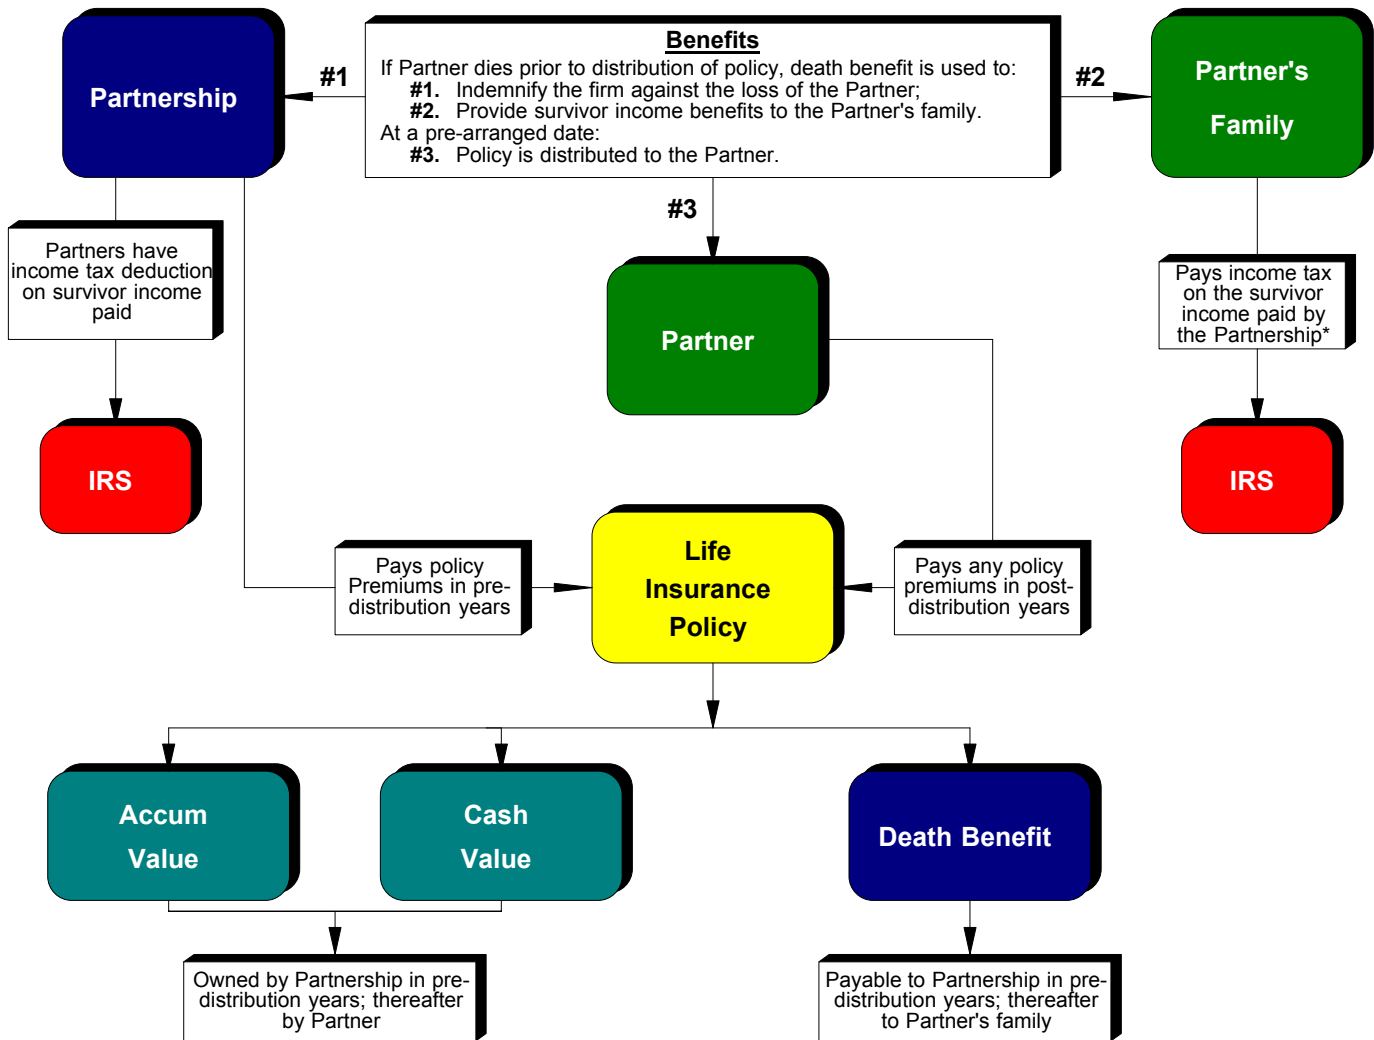 Benefits
If Partner dies prior to distribution of policy, death benefit is used to:
#1. Indemnify the firm against the loss of the Partner;
#2. Provide survivor income benefits to the Partner's family.
At a pre-arranged date:
#3. Policy is distributed to the Partner.
#1
#2
#3
Partnership
Partner's
Family
Partners have
income tax deduction
on survivor income
paid
Partner
Pays income tax
on the survivor
income paid by
the Partnership*
IRS
IRS
Pays policy
Premiums in pre-
distribution years
Life
Insurance
Policy
Pays any policy
premiums in post-
distribution years
Accum
Value
Cash
Value
Death Benefit
Owned by Partnership in pre-
distribution years; thereafter
by Partner
Payable to Partnership in pre-
distribution years; thereafter
to Partner's family